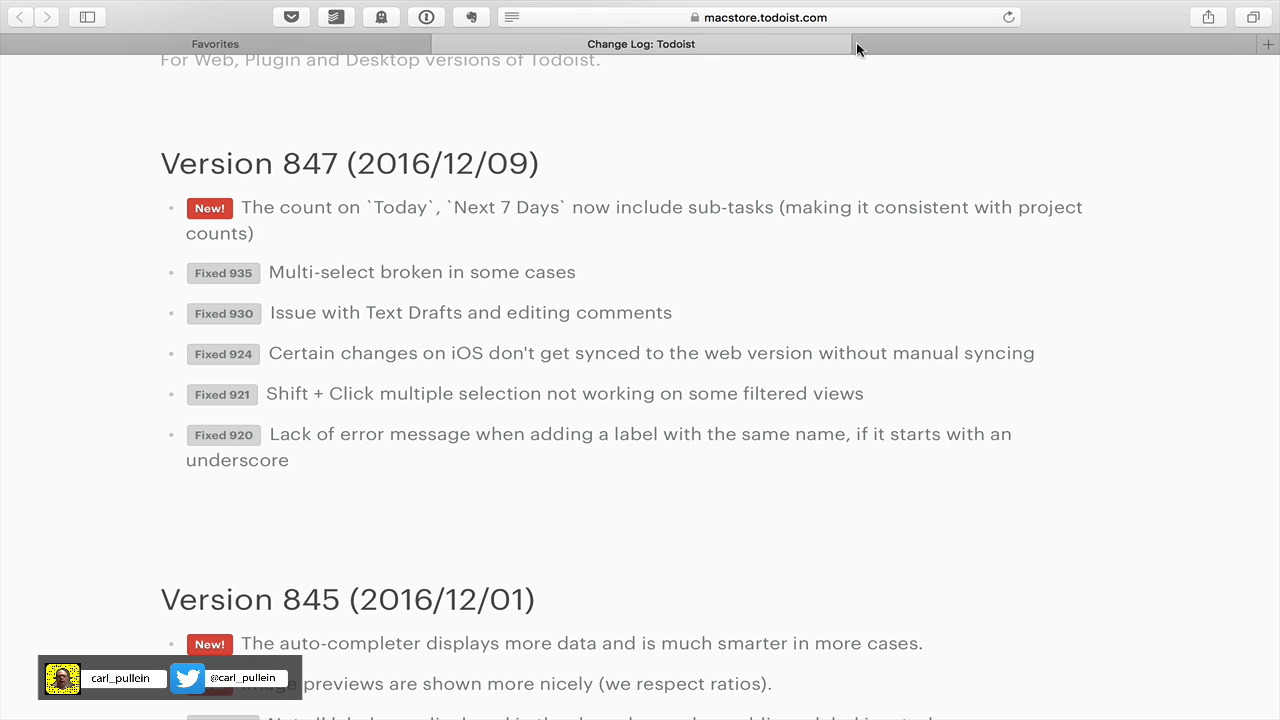 macstore.todoist.com
Favorites
Change Log: Todoist
For Web, Plugin and Desktop versions of Todoist.
Version 847 (2016/12/09)
New! The count on `Today`, `Next 7 Days` now include sub-tasks (making it consistent with project
counts)
Fixed 935 Multi-select broken in some cases
Fixed 930 Issue with Text Drafts and editing comments
Fixed 924 Certain changes on iOS don't get synced to the web version without manual syncing
Fixed 921 Shift + Click multiple selection not working on some filtered views
Fixed 920 Lack of error message when adding a label with the same name, if it starts with an
underscore
Version 845 (2016/12/01)
New! The auto-completer displays more data and is much smarter in more cases.
previews are shown more nicely (we respect ratios).
carl_pullein
@carl_pullein